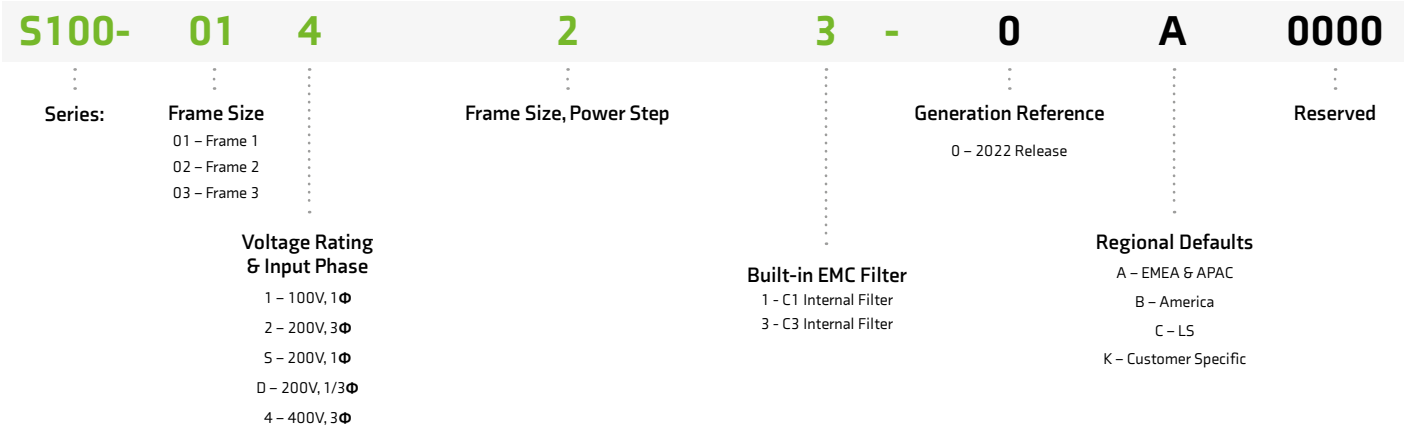 S100- 01 4 2 3 - 0 A 0000
Series:
Frame Size
01 – Frame 1
02 – Frame 2
03 – Frame 3
Voltage Rating
& Input Phase
1 – 100V, 1Φ
2 – 200V, 3Φ
S – 200V, 1Φ
D – 200V, 1/3Φ
4 – 400V, 3Φ
Frame Size, Power Step
Built-in EMC Filter
1 - C1 Internal Filter
3 - C3 Internal Filter
Generation Reference
0 – 2022 Release
Regional Defaults
A – EMEA & APAC
B – America
C – LS
K – Customer Specific
Reserved